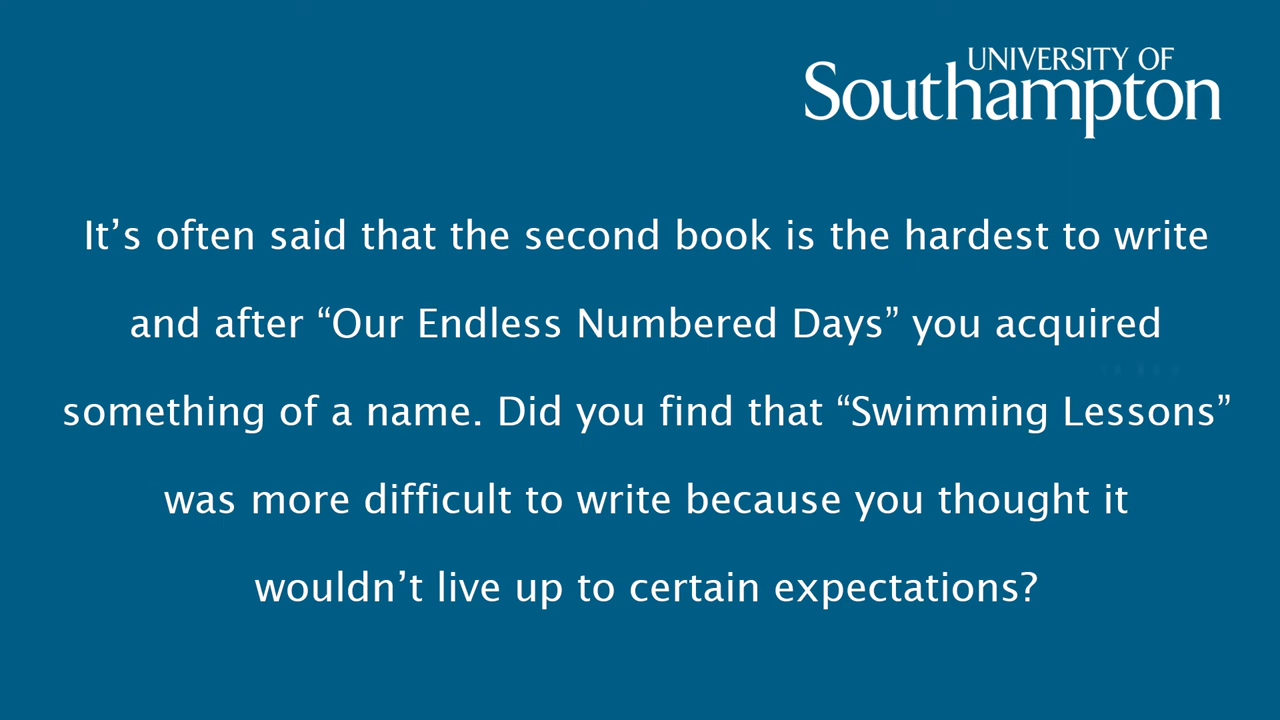 UNIVERSITY OF
Southampton
It’s often said that the second book is the hardest to write
and after “Our Endless Numbered Days” you acquired
something of a name. Did you find that “Swimming Lessons”
was more difficult to write because you thought it
wouldn’t live up to certain expectations?